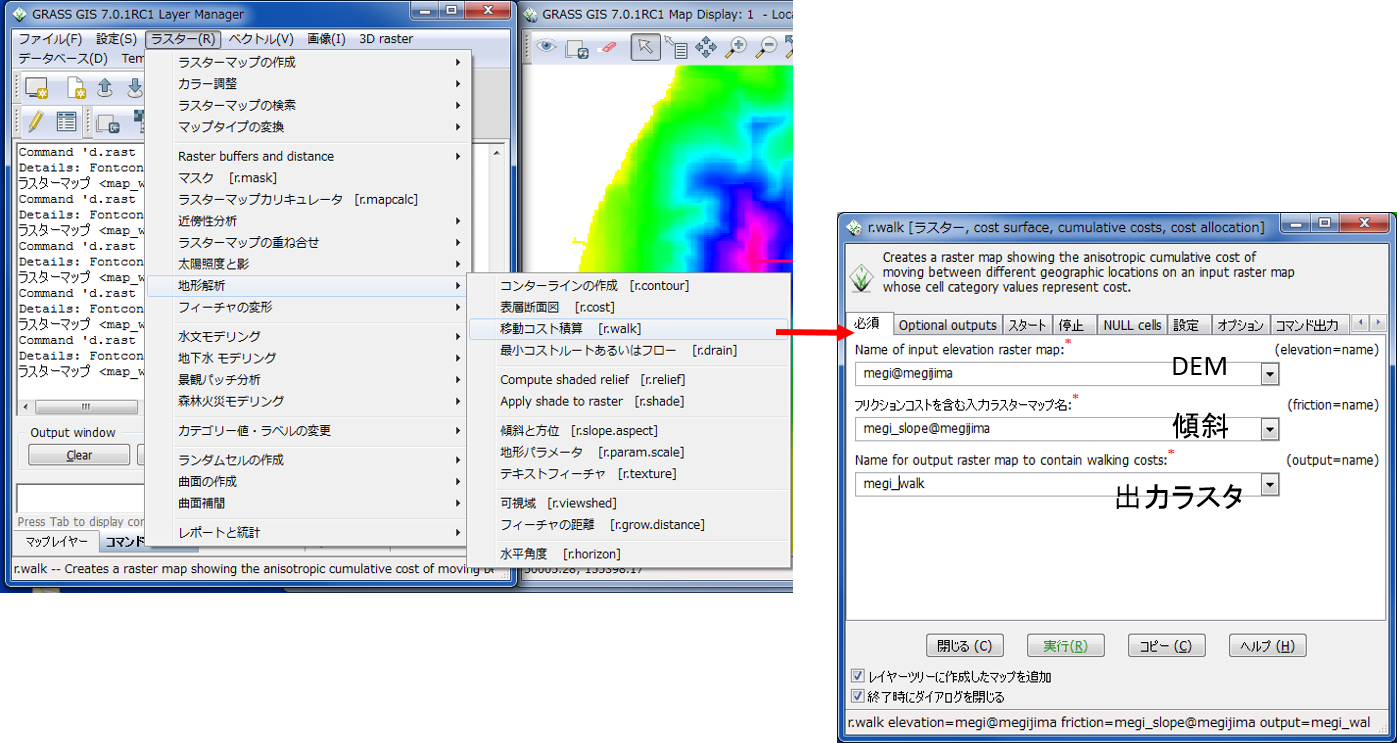 GRASS GIS 7.0.1RC1 Layer Manager
ファイル(F) 設定(S) ラスター(R) ベクトル(V) 画像(I) 3D raster
データベース(D)
ラスターマップの作成
カラー調整
ラスターマップの検索
マップタイプの変換
Raster buffers and distance
マスク [r.mask]
ラスターマップカリキュレータ [r.mapcalc]
近傍性分析
ラスターマップの重ね合せ
太陽照度と影
地形解析
フィーチャの変形
水文モデリング
地下水 モデリング
景観パッチ分析
森林火災モデリング
カテゴリー値・ラベルの変更
ランダムセルの作成
曲面の作成
曲面補間
レポートと統計
Command 'd.rast
Details: Fontcon
ラスターマップ <map_w
Command 'd.rast
Details: Fontcon
ラスターマップ <map_w
Command 'd.rast
Details: Fontcon
ラスターマップ <map_w
Command 'd.rast
Details: Fontcon
ラスターマップ <map_w
Command 'd.rast
Details: Fontcon
ラスターマップ <map_w
Output window
Clear
Press Tab to display con
マップレイヤー コマンド
r.walk -- Creates a raster map showing the anisotropic cumulative cost of moving be
GRASS GIS 7.0.1RC1 Map Display: 1 - Loca
コンターラインの作成 [r.contour]
表層断面図 [r.cost]
移動コスト積算 [r.walk]
最小コストルートあるいはフロー [r.drain]
Compute shaded relief [r.relief]
Apply shade to raster [r.shade]
傾斜と方位 [r.slope.aspect]
地形パラメータ [r.param.scale]
テキストフィーチャ [r.texture]
可視域 [r.viewshed]
フィーチャの距離 [r.grow.distance]
水平角度 [r.horizon]
r.walk [ラスター, cost surface, cumulative costs, cost allocation]
Creates a raster map showing the anisotropic cumulative cost of
moving between different geographic locations on an input raster map
whose cell category values represent cost.
必須 Optional outputs スタート 停止 NULL cells 設定 オプション コマンド出力
Name of input elevation raster map:* (elevation=name)
megi@megijima DEM
フリクションコストを含む入力ラスターマップ名:* (friction=name)
megi_slope@megijima 傾斜
Name for output raster map to contain walking costs:* (output=name)
megi_walk 出力ラスタ
閉じる (C) 実行(R) コピー (C) ヘルプ (H)
レイヤーツリーに作成したマップを追加
終了時にダイアログを閉じる
r.walk elevation=megi@megijima friction=megi_slope@megijima output=megi_wal